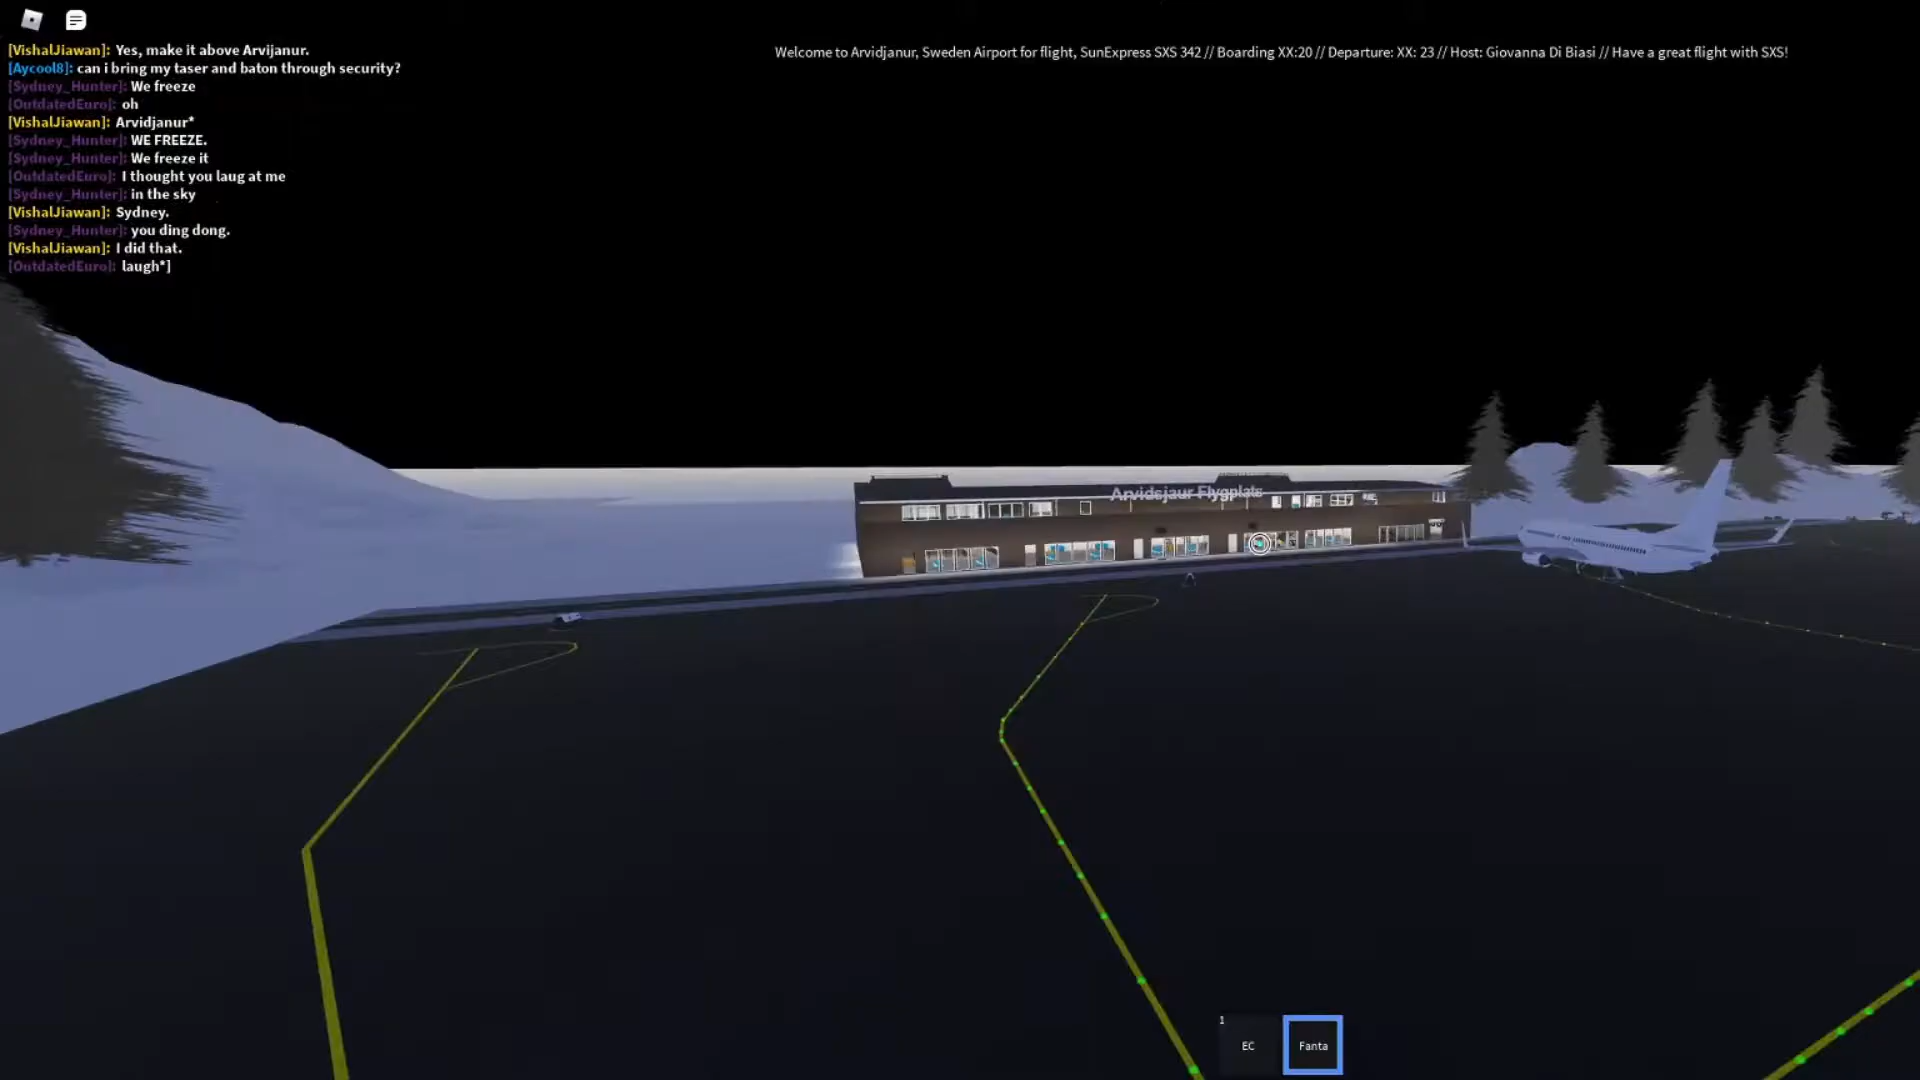 [VishalJiawan]: Yes, make it above Arvijanur.
[Aycool8]: can i bring my taser and baton through security?
[Sydney_Hunter]: We freeze
[OutdatedEuro]: oh
[VishalJiawan]: Arvidjanur*
[Sydney_Hunter]: WE FREEZE.
[Sydney_Hunter]: We freeze it
[OutdatedEuro]: I thought you laug at me
[Sydney_Hunter]: in the sky
[VishalJiawan]: Sydney.
[Sydney_Hunter]: you ding dong.
[VishalJiawan]: I did that.
[OutdatedEuro]: laugh*]
Welcome to Arvidjanur, Sweden Airport for flight, SunExpress SXS 342 // Boarding XX:20 // Departure: XX: 23 // Host: Giovanna Di Biasi // Have a great flight with SXS!
Arvidsjaur Flygplats
1
EC
Fanta